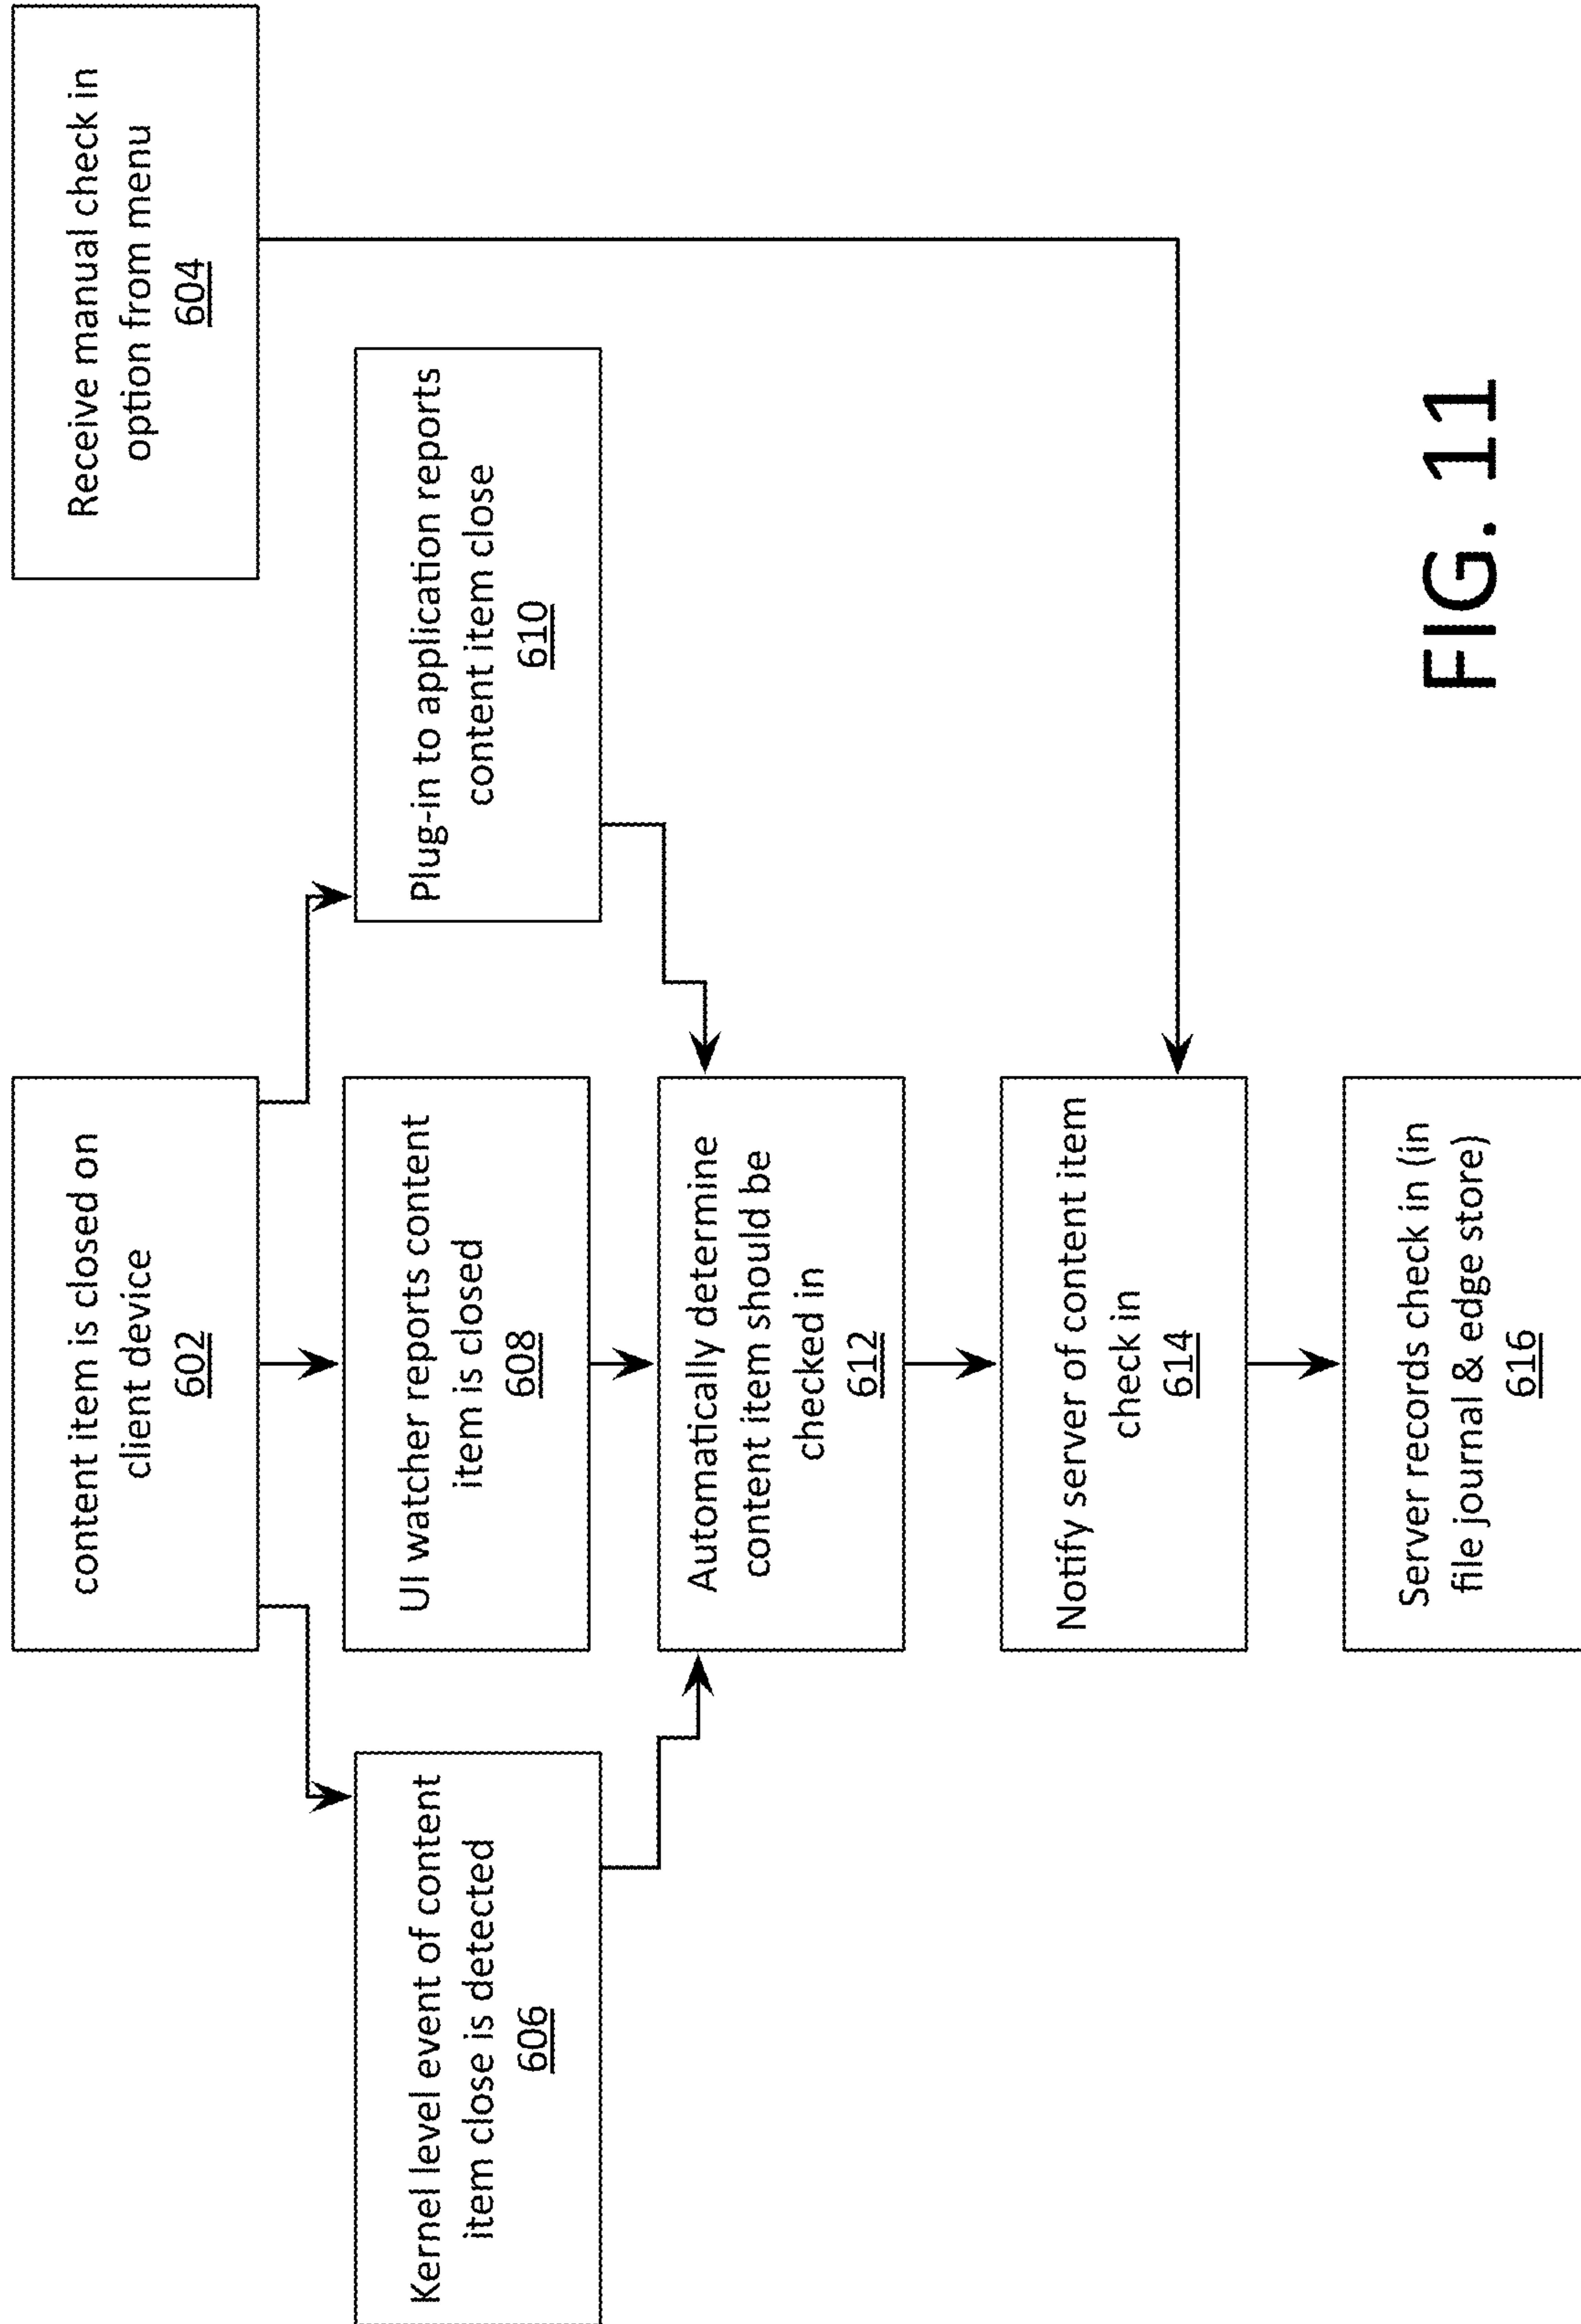 content item is closed on
client device
602
Receive manual check in
option from menu
604
Kernel level event of content
item close is detected
606
UI watcher reports content
item is closed
608
Plug-in to application reports
content item close
610
Automatically determine
content item should be
checked in
612
Notify server of content item
check in
614
Server records check in (in
file journal & edge store)
616
FIG. 11